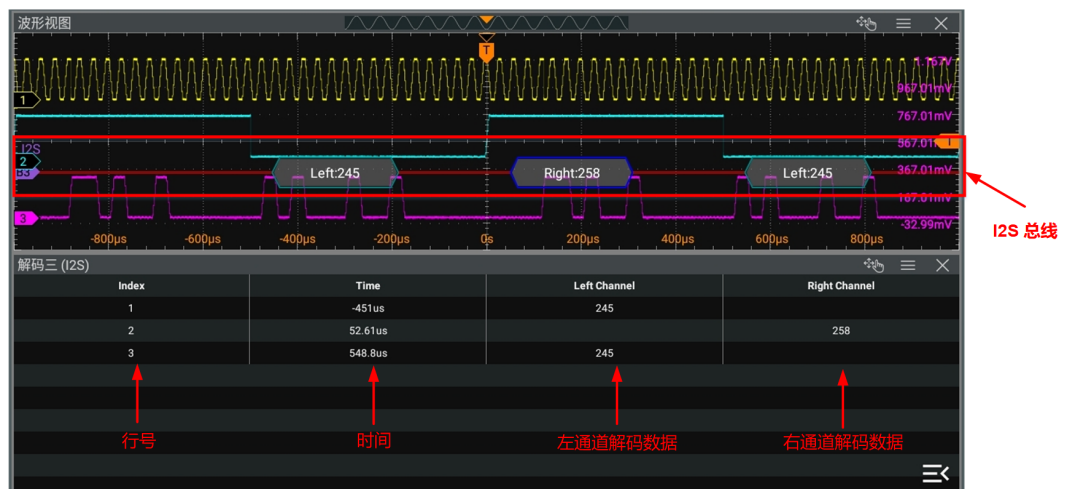 波形视图
T
1.167V
1
967.01mV
767.01mV
I2S
567.01
T
2
367.01mV
Left:245
Right:258
Left:245
167.01mV
3
-32.99mV
-800μs
-600μs
-400μs
-200μs
0s
200μs
400μs
600μs
800μs
I2S 总线
解码三 (I2S)
Index
Time
Left Channel
Right Channel
1
-451us
245
2
52.61us
258
3
548.8us
245
行号
时间
左通道解码数据
右通道解码数据